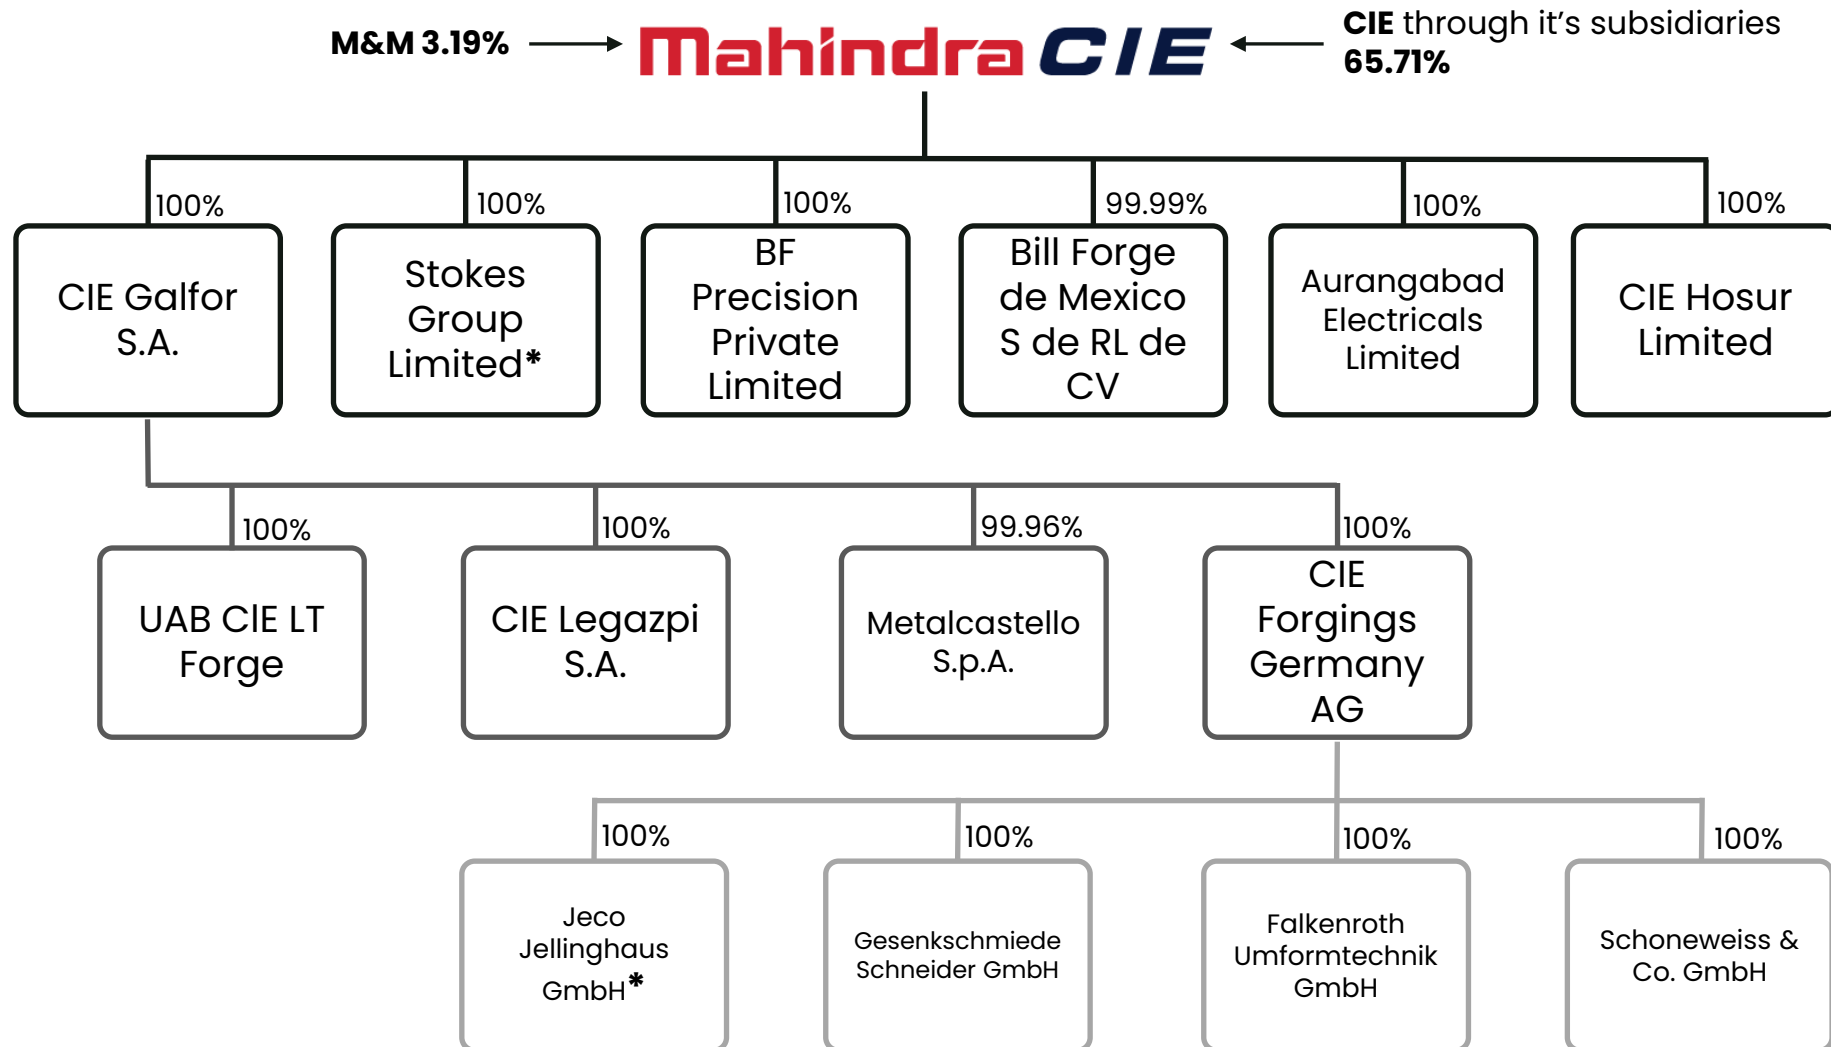 M&M 3.19%
Mahindra CIE
CIE through it's subsidiaries
65.71%
100%
100%
100%
99.99%
100%
100%
CIE Galfor
S.A.
Stokes
Group
Limited*
BF
Precision
Private
Limited
Bill Forge
de Mexico
S de RL de
CV
Aurangabad
Electricals
Limited
CIE Hosur
Limited
100%
100%
99.96%
100%
UAB CIE LT
Forge
CIE Legazpi
S.A.
Metalcastello
S.p.A.
CIE
Forgings
Germany
AG
100%
100%
100%
100%
Jeco
Jellinghaus
GmbH*
Gesenkschmiede
Schneider GmbH
Falkenroth
Umformtechnik
GmbH
Schoneweiss &
Co. GmbH